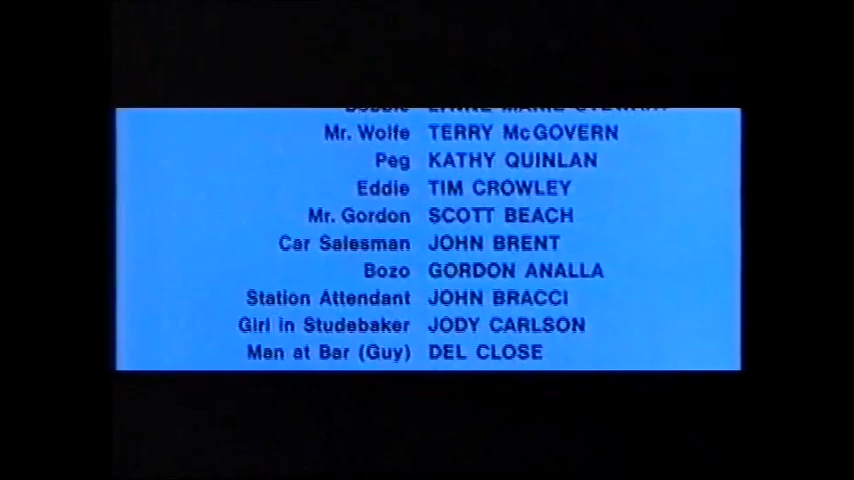 Mr. Wolfe TERRY McGOVERN
Peg KATHY QUINLAN
Eddie TIM CROWLEY
Mr. Gordon SCOTT BEACH
Car Salesman JOHN BRENT
Bozo GORDON ANALLA
Station Attendant JOHN BRACCI
Girl in Studebaker JODY CARLSON
Man at Bar (Guy) DEL CLOSE